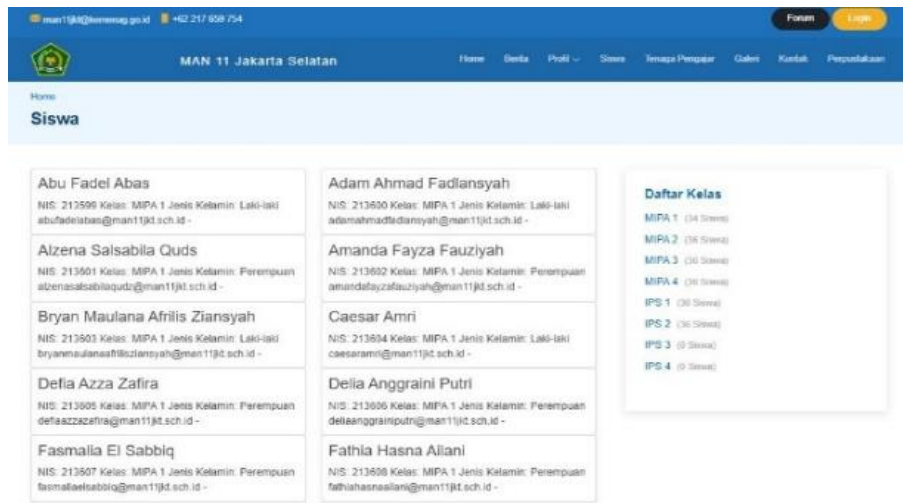 man11jkt@kemenag.go.id +62 217 659 754
Forum
Login
MAN 11 Jakarta Selatan
Home Berita Profil Siswa Tenaga Pengajar Galeri Kontak Perpustakaan
Home
Siswa
Abu Fadel Abas
NIS: 213599 Kelas: MIPA 1 Jenis Kelamin: Laki-laki
abufadelabas@man11jkt.sch.id -
Adam Ahmad Fadlansyah
NIS: 213600 Kelas: MIPA 1 Jenis Kelamin: Laki-laki
adamahmadfadlansyah@man11jkt.sch.id -
Alzena Salsabila Quds
NIS: 213601 Kelas: MIPA 1 Jenis Kelamin: Perempuan
alzenasalsabilaqudz@man11jkt.sch.id -
Amanda Fayza Fauziyah
NIS: 213602 Kelas: MIPA 1 Jenis Kelamin: Perempuan
amandafayzafauziyah@man11jkt.sch.id -
Bryan Maulana Afrilis Ziansyah
NIS: 213603 Kelas: MIPA 1 Jenis Kelamin: Laki-laki
bryanmaulanaafrilisziansyah@man11jkt.sch.id -
Caesar Amri
NIS: 213604 Kelas: MIPA 1 Jenis Kelamin: Laki-laki
caesaramri@man11jkt.sch.id -
Defia Azza Zafira
NIS: 213605 Kelas: MIPA 1 Jenis Kelamin: Perempuan
defiaazzazafira@man11jkt.sch.id -
Delia Anggraini Putri
NIS: 213606 Kelas: MIPA 1 Jenis Kelamin: Perempuan
deliaanggrainiputri@man11jkt.sch.id -
Fasmalia El Sabbiq
NIS: 213607 Kelas: MIPA 1 Jenis Kelamin: Perempuan
fasmaliaelsabbiq@man11jkt.sch.id -
Fathia Hasna Ailani
NIS: 213608 Kelas: MIPA 1 Jenis Kelamin: Perempuan
fathiahasnaailani@man11jkt.sch.id -
Daftar Kelas
MIPA 1 (34 Siswa)
MIPA 2 (36 Siswa)
MIPA 3 (36 Siswa)
MIPA 4 (36 Siswa)
IPS 1 (36 Siswa)
IPS 2 (36 Siswa)
IPS 3 (0 Siswa)
IPS 4 (0 Siswa)